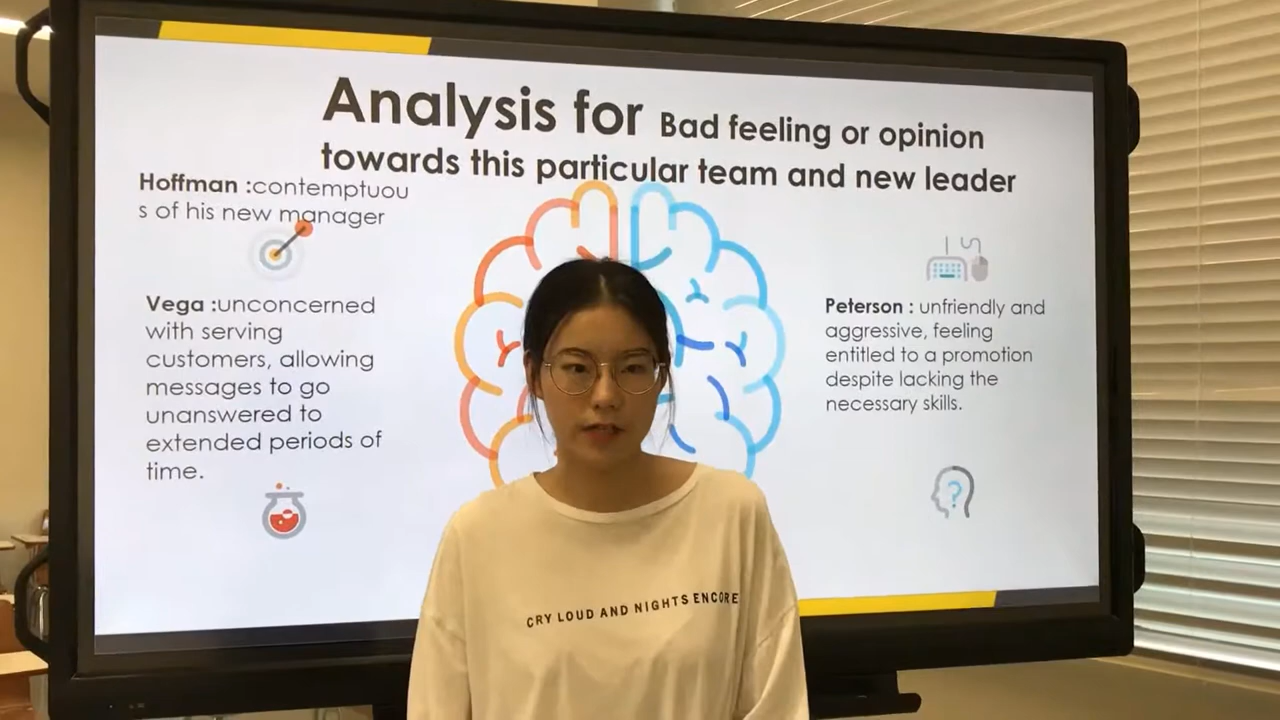 Analysis for Bad feeling or opinion
towards this particular team and new leader
Hoffman :contemptuou
s of his new manager
Vega :unconcerned
with serving
customers, allowing
messages to go
unanswered to
extended periods of
time.
Peterson : unfriendly and
aggressive, feeling
entitled to a promotion
despite lacking the
necessary skills.
?
CRY LOUD AND NIGHTS ENCORE